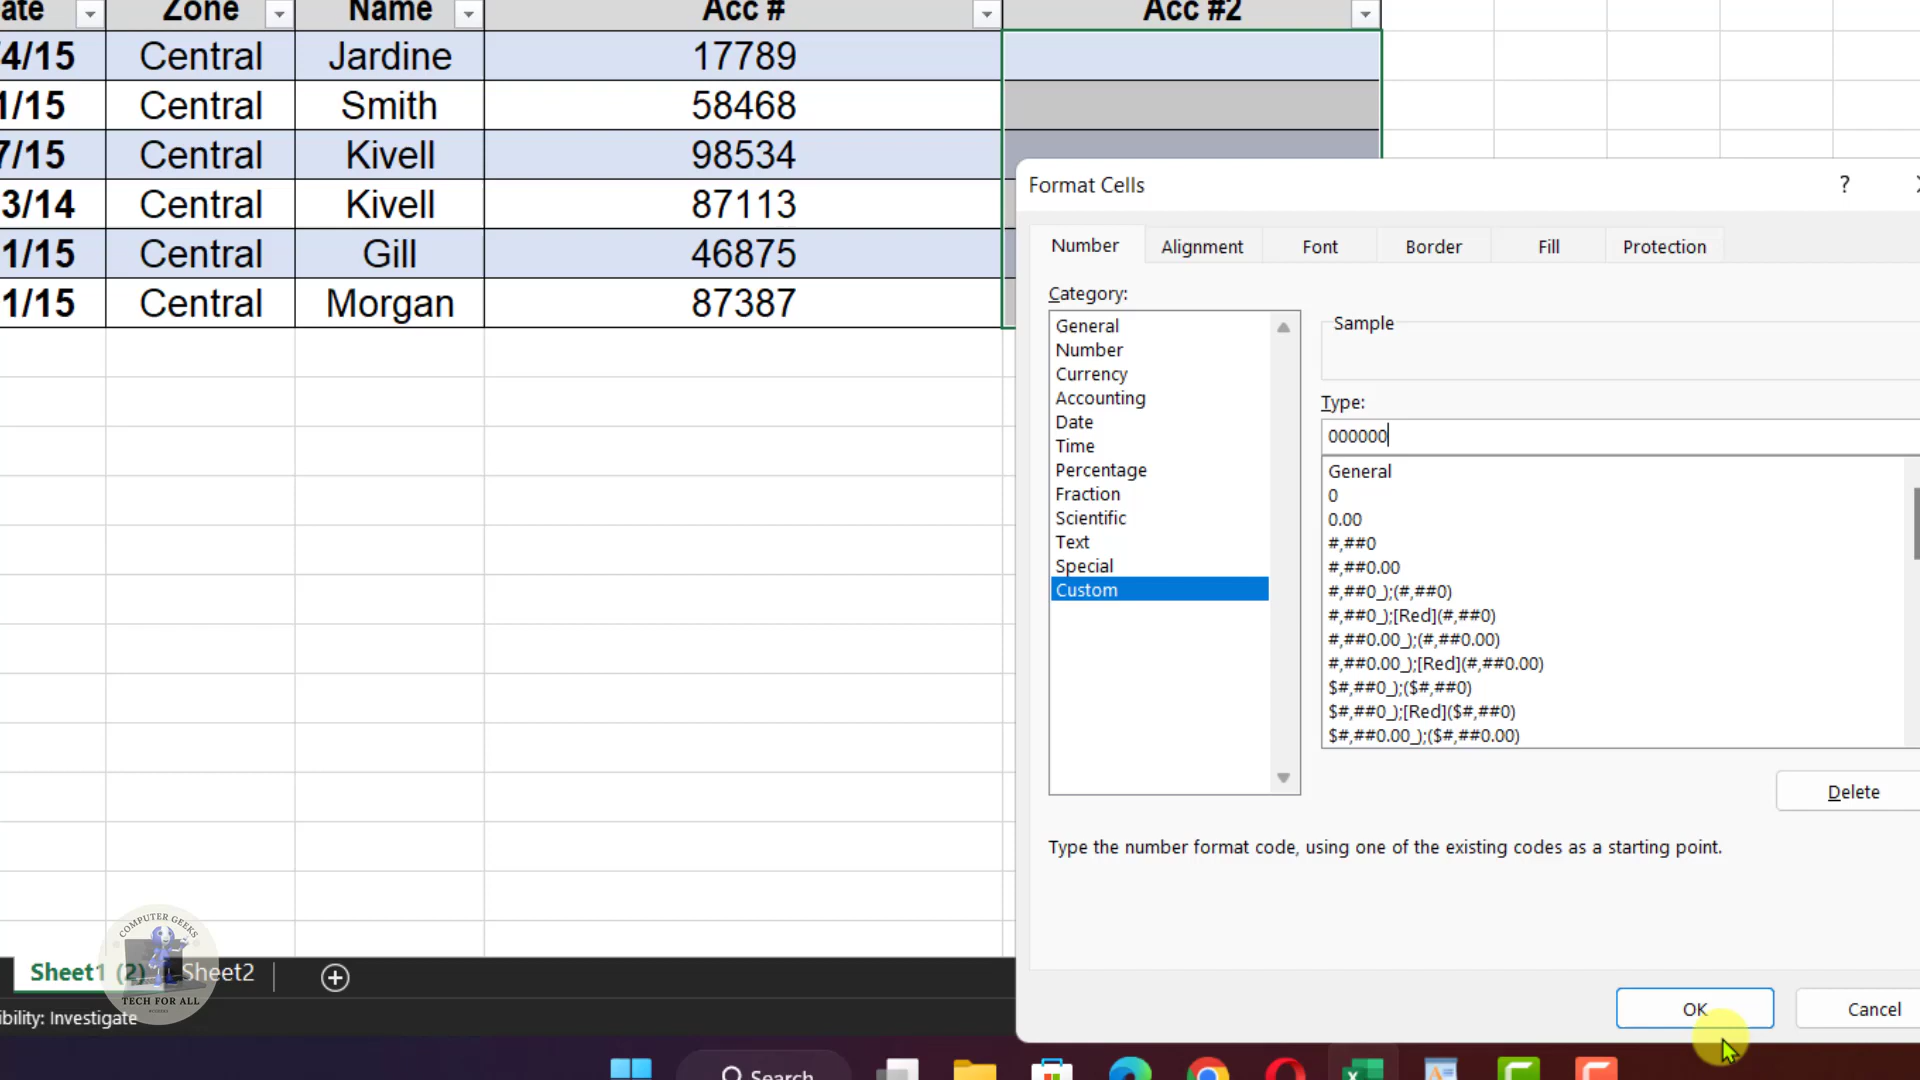 ate Zone Name Acc # Acc #2
4/15 Central Jardine 17789
1/15 Central Smith 58468
7/15 Central Kivell 98534
3/14 Central Kivell 87113
1/15 Central Gill 46875
1/15 Central Morgan 87387
Format Cells ?
Number Alignment Font Border Fill Protection
Category:
General
Number
Currency
Accounting
Date
Time
Percentage
Fraction
Scientific
Text
Special
Custom
Sample
Type:
000000
General
0
0.00
#,##0
#,##0.00
#,##0_);(#,##0)
#,##0_);[Red](#,##0)
#,##0.00_);(#,##0.00)
#,##0.00_);[Red](#,##0.00)
$#,##0_);($#,##0)
$#,##0_);[Red]($#,##0)
$#,##0.00_);($#,##0.00)
Delete
Type the number format code, using one of the existing codes as a starting point.
OK Cancel
Sheet1 (2) Sheet2
COMPUTER GEEKS
TECH FOR ALL
ibility: Investigate
Search